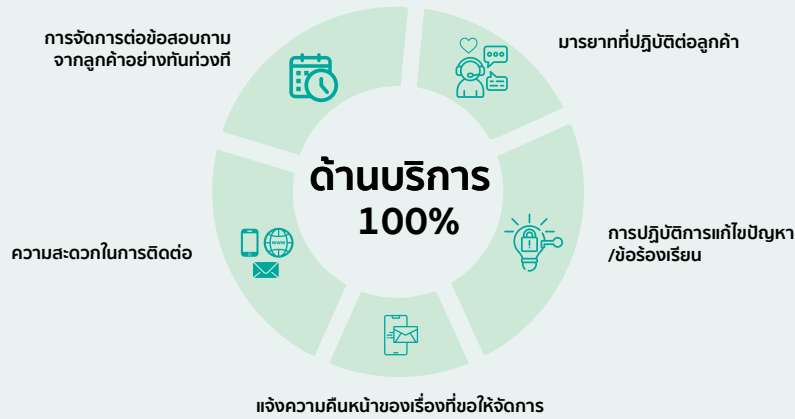 การจัดการต่อข้อสอบถาม
จากลูกค้าอย่างทันท่วงที
มารยาทที่ปฏิบัติต่อลูกค้า
ด้านบริการ
100%
ความสะดวกในการติดต่อ
WWW
การปฏิบัติการแก้ไขปัญหา
/ข้อร้องเรียน
แจ้งความคืนหน้าของเรื่องที่ขอให้จัดการ